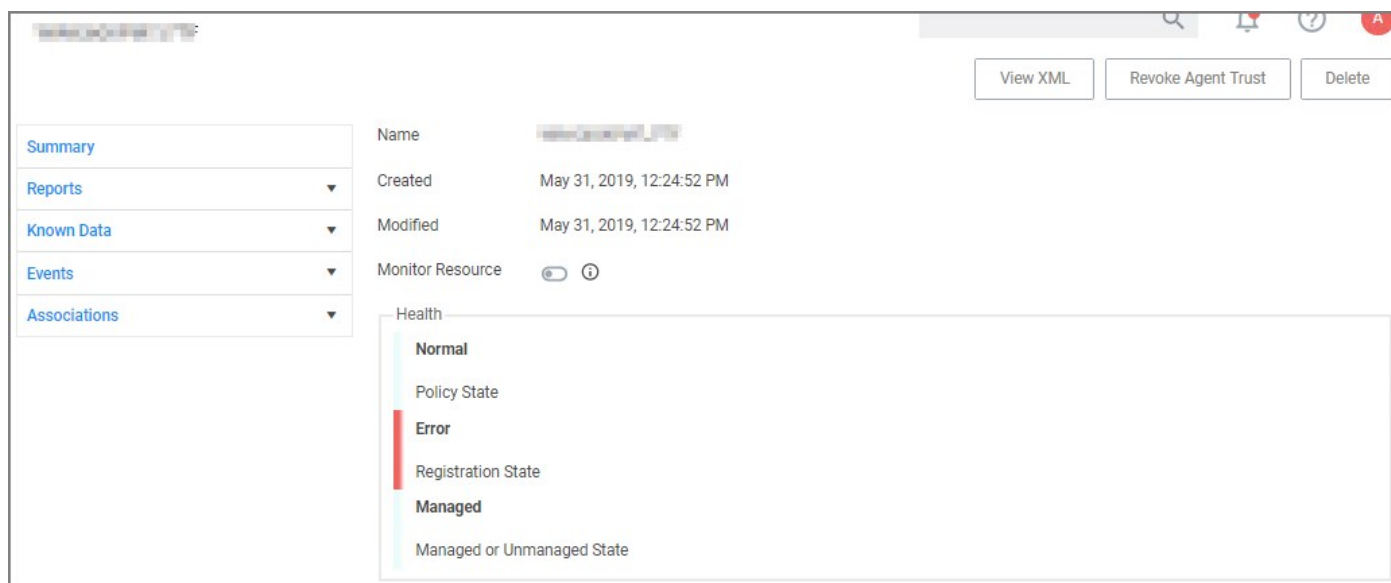 A
View XML
Revoke Agent Trust
Delete
Summary
Reports
Known Data
Events
Associations
Name
Created May 31, 2019, 12:24:52 PM
Modified May 31, 2019, 12:24:52 PM
Monitor Resource
Health
Normal
Policy State
Error
Registration State
Managed
Managed or Unmanaged State